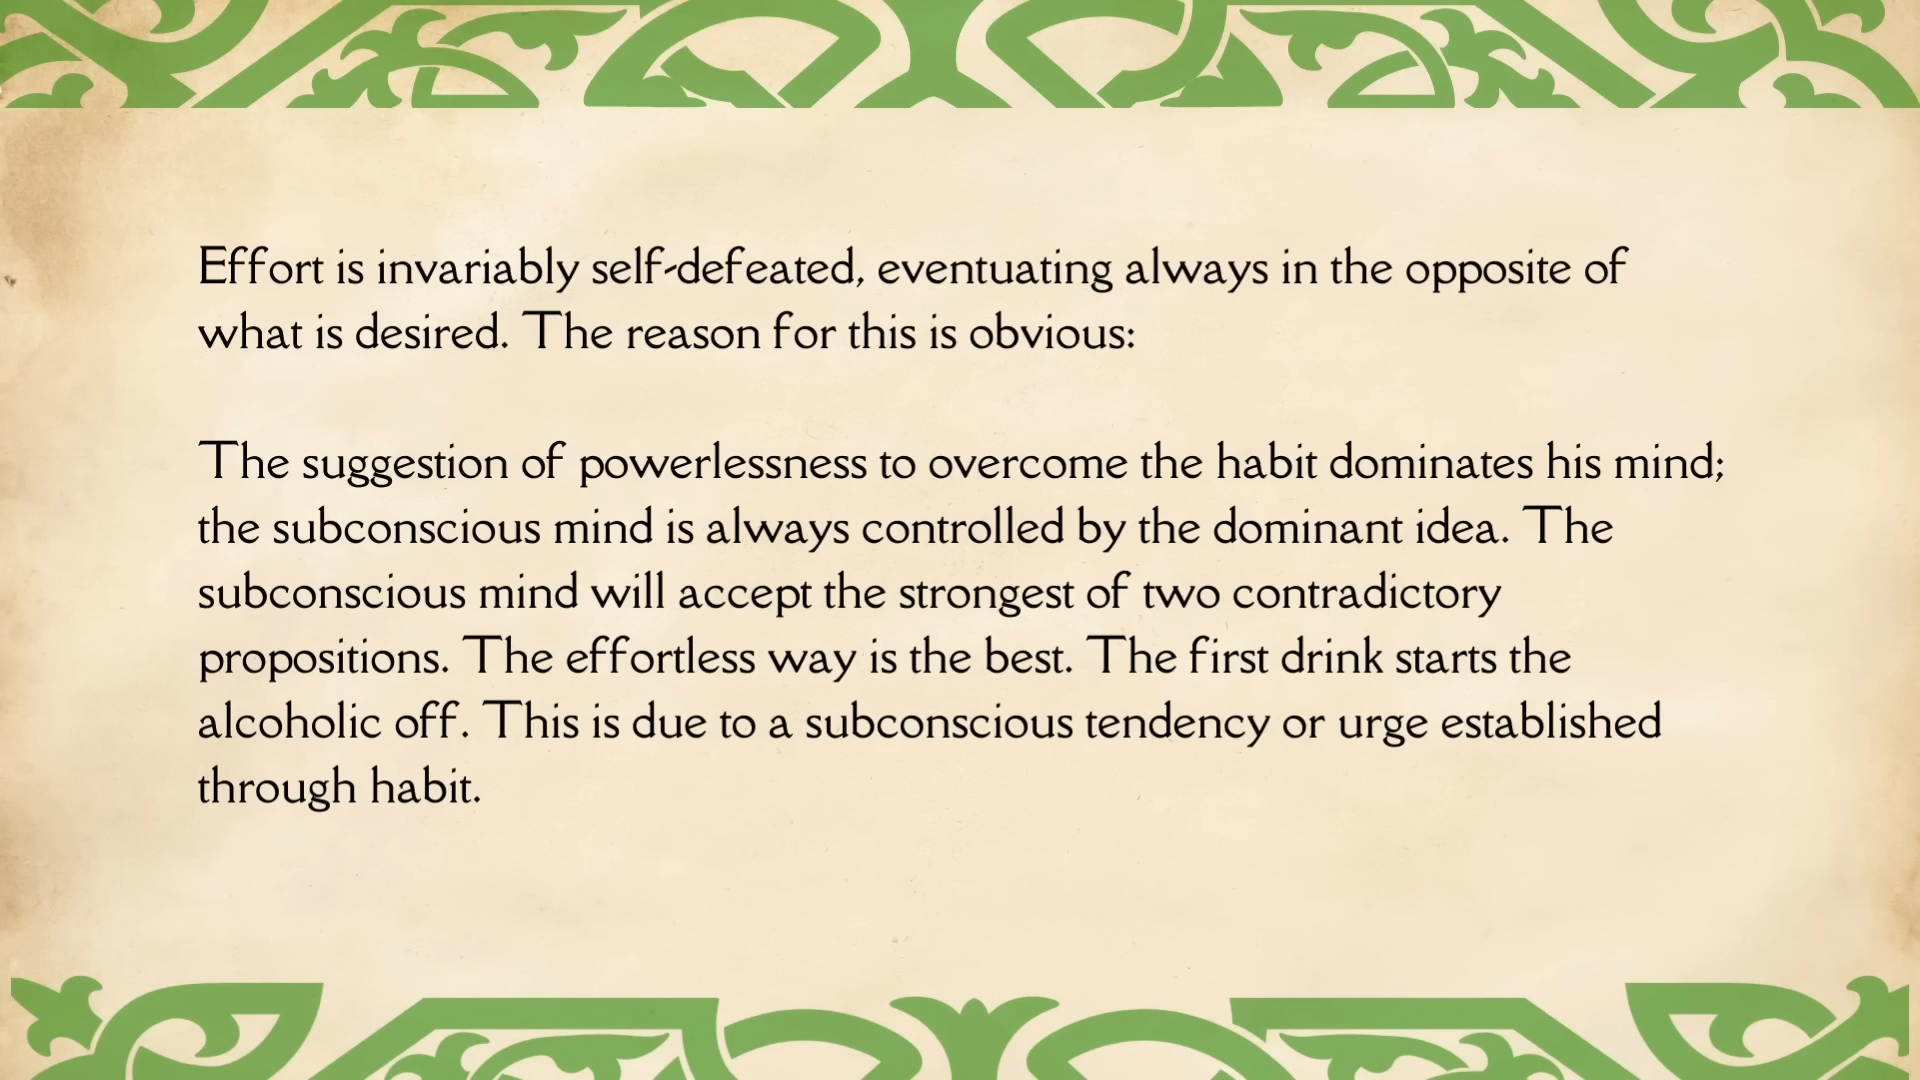 Effort is invariably self-defeated, eventuating always in the opposite of
what is desired. The reason for this is obvious:
The suggestion of powerlessness to overcome the habit dominates his mind;
the subconscious mind is always controlled by the dominant idea. The
subconscious mind will accept the strongest of two contradictory
propositions. The effortless way is the best. The first drink starts the
alcoholic off. This is due to a subconscious tendency or urge established
through habit.